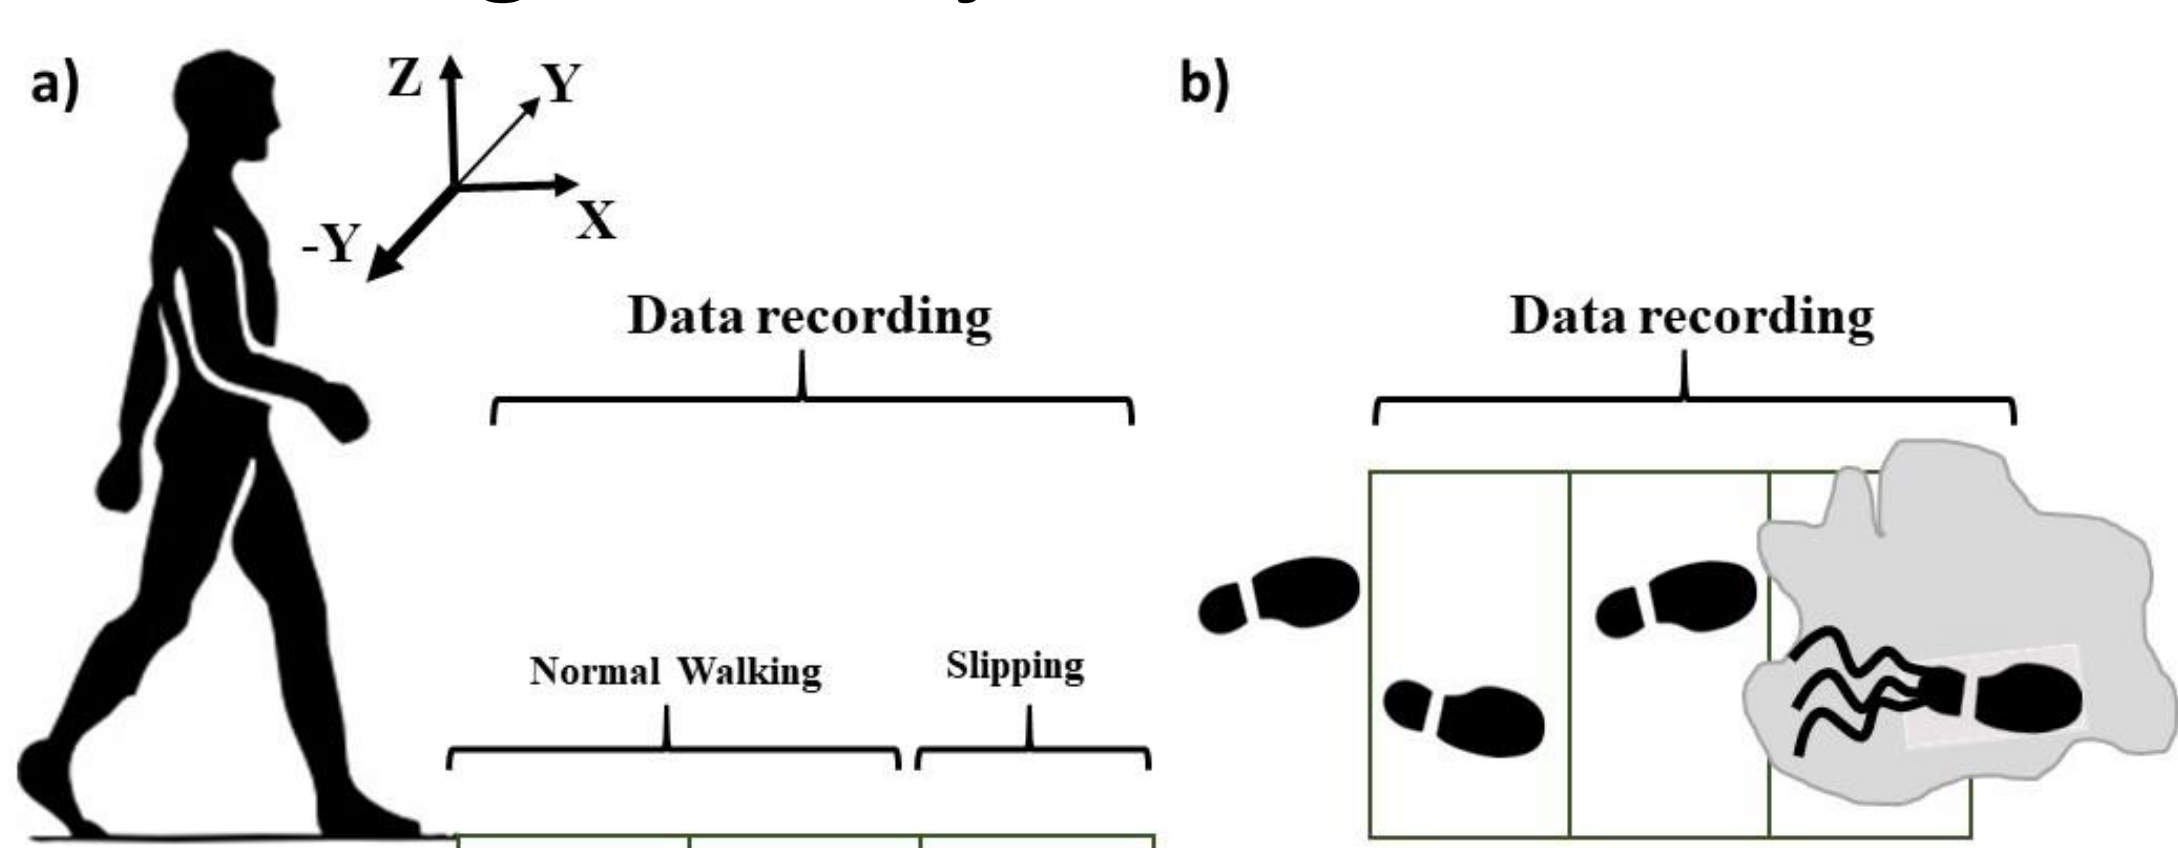 a)
Z
Y
-Y
X
Data recording
Normal Walking
Slipping
b)
Data recording